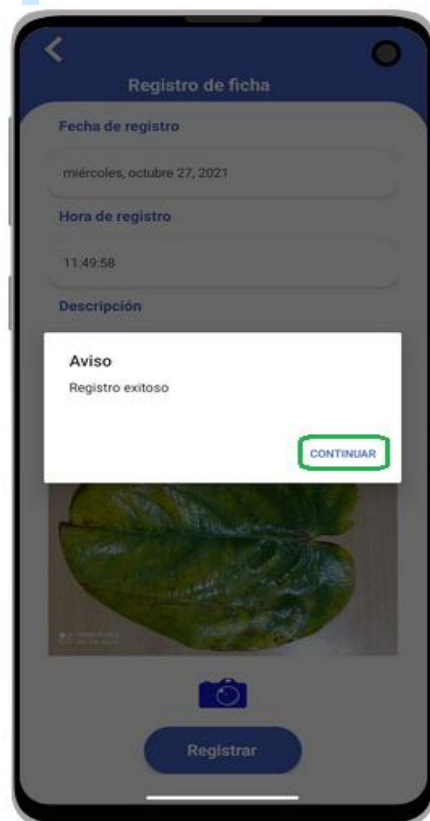 Registro de ficha
Fecha de registro
miércoles, octubre 27, 2021
Hora de registro
11:49:58
Descripción
Aviso
Registro exitoso
CONTINUAR
Registrar